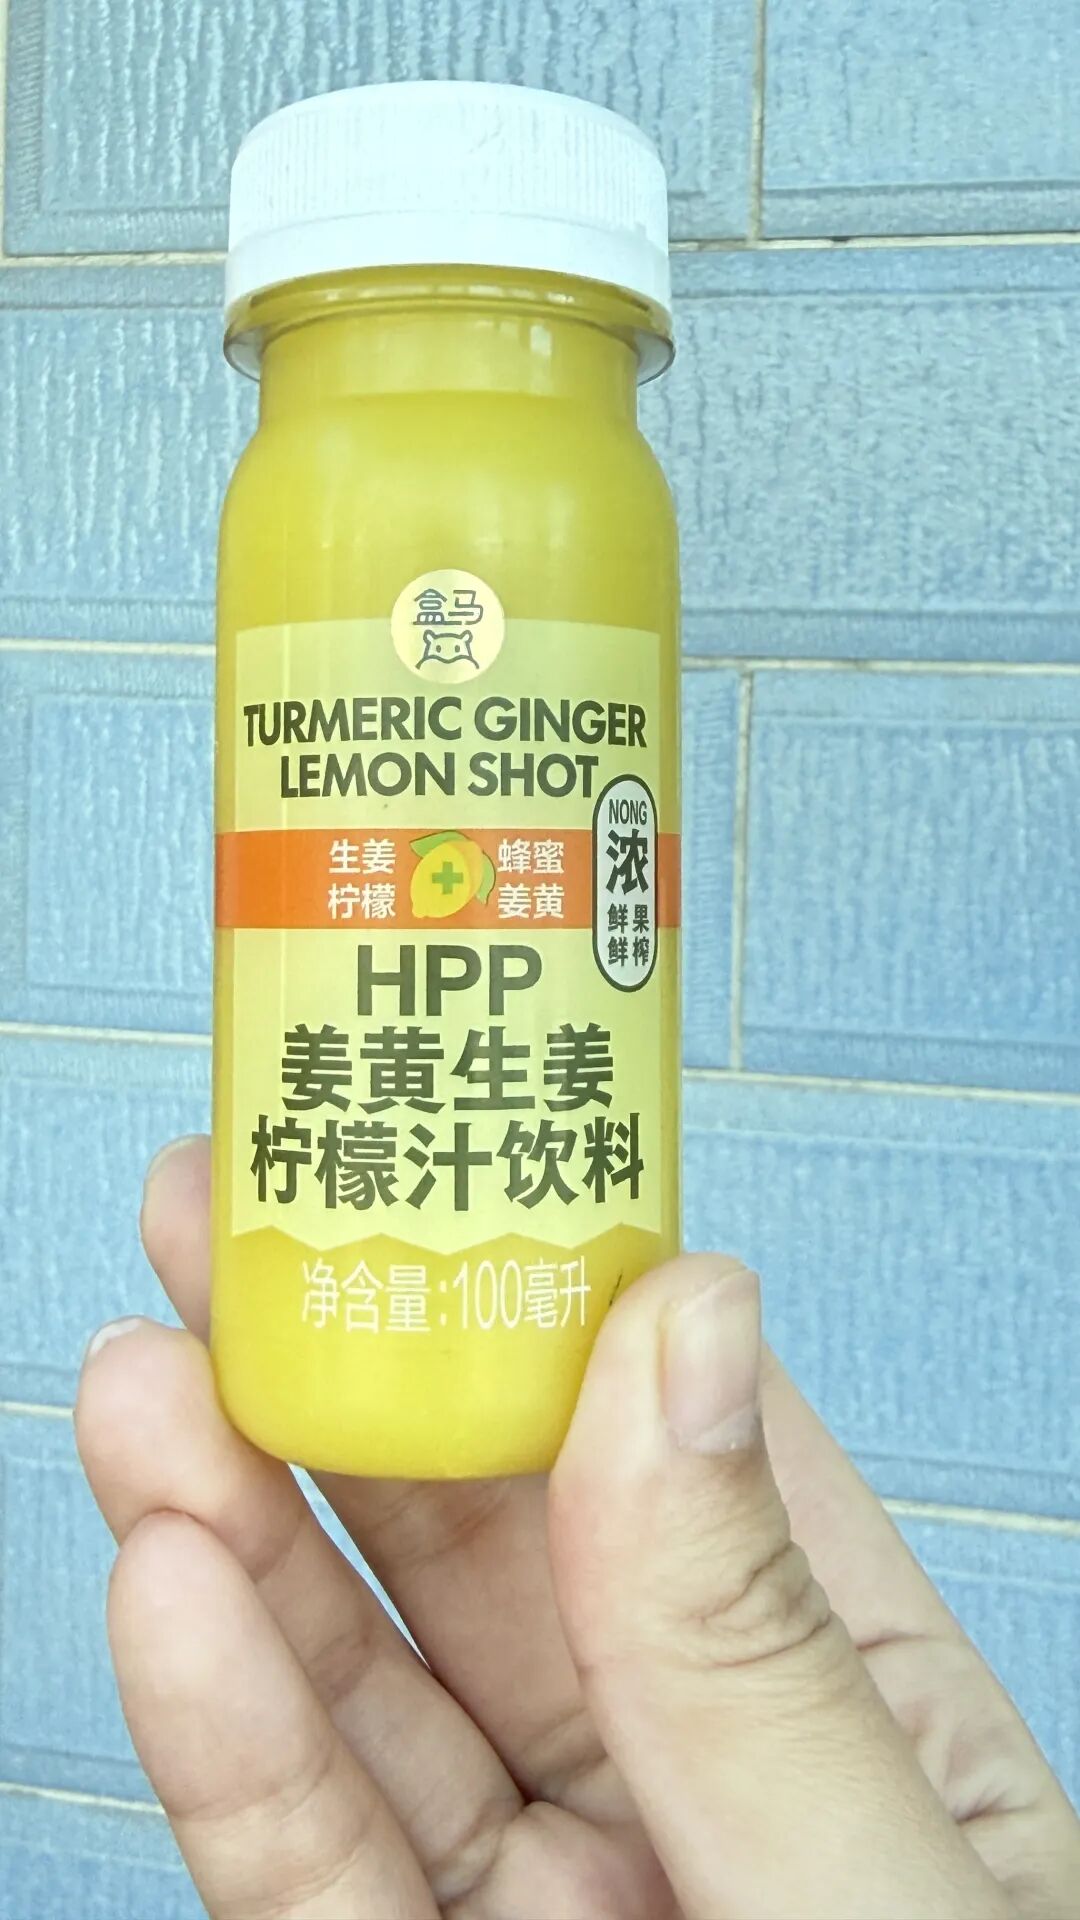 盒马
TURMERIC GINGER
LEMON SHOT
生姜 蜂蜜
柠檬 姜黄
NONG
浓
鲜果
鲜榨
HPP
姜黄生姜
柠檬汁饮料
净含量:100毫升